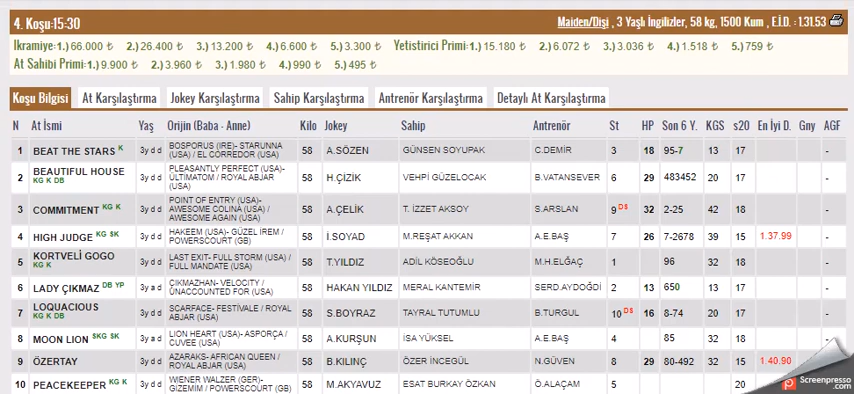 4. Koşu:15:30 Maiden/Dişi , 3 Yaşlı İngilizler, 58 kg, 1500 Kum , E.İ.D. : 1.31.53
İkramiye:1.) 66.000 ₺ 2.) 26.400 ₺ 3.) 13.200 ₺ 4.) 6.600 ₺ 5.) 3.300 ₺ Yetistirici Primi:1.) 15.180 ₺ 2.) 6.072 ₺ 3.) 3.036 ₺ 4.) 1.518 ₺ 5.) 759 ₺
At Sahibi Primi:1.) 9.900 ₺ 2.) 3.960 ₺ 3.) 1.980 ₺ 4.) 990 ₺ 5.) 495 ₺
Koşu Bilgisi At Karşılaştırma Jokey Karşılaştırma Sahip Karşılaştırma Antrenör Karşılaştırma Detaylı At Karşılaştırma
N At İsmi Yaş Orijin (Baba - Anne) Kilo Jokey Sahip Antrenör St HP Son 6 Y. KGS s20 En İyi D. Gny AGF
BOSPORUS (IRE)- STARUNNA
1 BEAT THE STARS K 3y d d (USA) / EL CORREDOR (USA) 58 A.SÖZEN GÜNSEN SOYUPAK C.DEMİR 3 18 95-7 13 17 -
PLEASANTLY PERFECT (USA)-
2 BEAUTIFUL HOUSE 3y d d ULTIMATOM / ROYAL ABJAR 58 H.ÇİZİK VEHPİ GÜZELOCAK B.VATANSEVER 6 29 483452 20 17 -
KG K DB (USA)
POINT OF ENTRY (USA)-
3 COMMITMENT KG K 3y d d AWESOME COLINA (USA) / 58 A.ÇELİK T. İZZET AKSOY S.ARSLAN 9 DS 32 2-25 42 18 -
AWESOME AGAIN (USA)
HAKEEM (USA)- GÜZEL İREM /
4 HIGH JUDGE KG SK 3y d d POWERSCOURT (GB) 58 İ.SOYAD M.REŞAT AKKAN A.E.BAŞ 7 26 7-2678 39 15 1.37.99 -
KORTVELİ GOGO LAST EXIT- FULL STORM (USA) /
5 KG K 3y d d FULL MANDATE (USA) 58 T.YILDIZ ADİL KÖSEOĞLU M.H.ELĞAÇ 1 96 32 18 -
ÇIKMAZHAN- VELOCITY /
6 LADY ÇIKMAZ DB YP 3y a d UNACCOUNTED FOR (USA) 58 HAKAN YILDIZ MERAL KANTEMİR SERD.AYDOĞDİ 2 13 650 13 17 -
LOQUACIOUS SCARFACE- FESTİVALE / ROYAL
7 KG K DB 3y d d ABJAR (USA) 58 S.BOYRAZ TAYRAL TUTUMLU B.TURGUL 10 DS 16 8-74 20 17 -
LION HEART (USA)- ASPORÇA /
8 MOON LION SKG SK 3y a d CUVEE (USA) 58 A.KURŞUN İSA YÜKSEL A.E.BAŞ 4 85 32 18 -
AZARAKS- AFRICAN QUEEN /
9 ÖZERTAY 3y a d ROYAL ABJAR (USA) 58 B.KILINÇ ÖZER İNCEGÜL N.GÜVEN 8 29 80-492 32 15 1.40.90
WIENER WALZER (GER)-
10 PEACEKEEPER KG K 3y d d GIZEMIM / POWERSCOURT (GB) 58 M.AKYAVUZ ESAT BURKAY ÖZKAN Ö.ALAÇAM 5 20
Screenpresso
.com